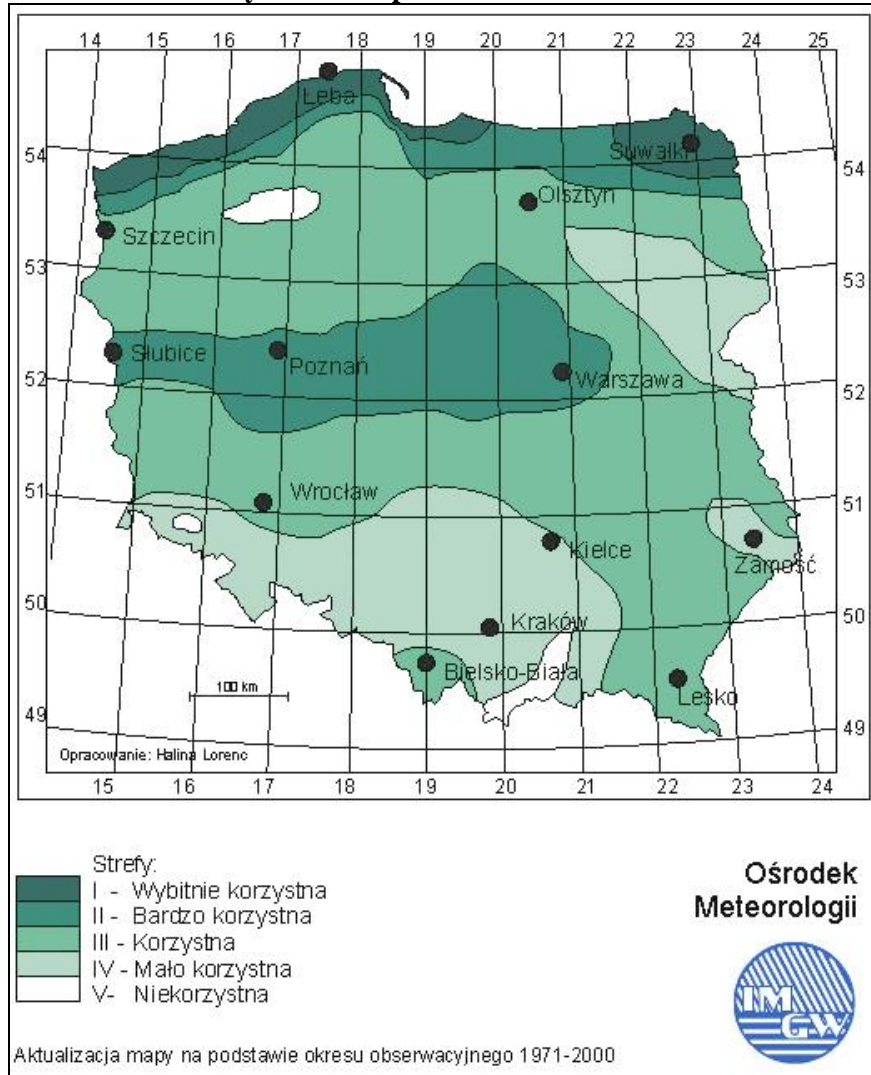 14 15 16 17 18 19 20 21 22 23 24 25
Łeba
54 Suwałki 54
Olsztyn
Szczecin
53 53
Słubice Poznań Warszawa
52 52
Wrocław
51 51
Kielce Zamość
50 Kraków 50
Bielsko-Biała
100 km Lesko
49 49
Opracowanie: Halina Lorenc
15 16 17 18 19 20 21 22 23 24
Strefy:
I - Wybitnie korzystna
II - Bardzo korzystna
III - Korzystna
IV - Mało korzystna
V- Niekorzystna
Ośrodek
Meteorologii
IM
GW
Aktualizacja mapy na podstawie okresu obserwacyjnego 1971-2000